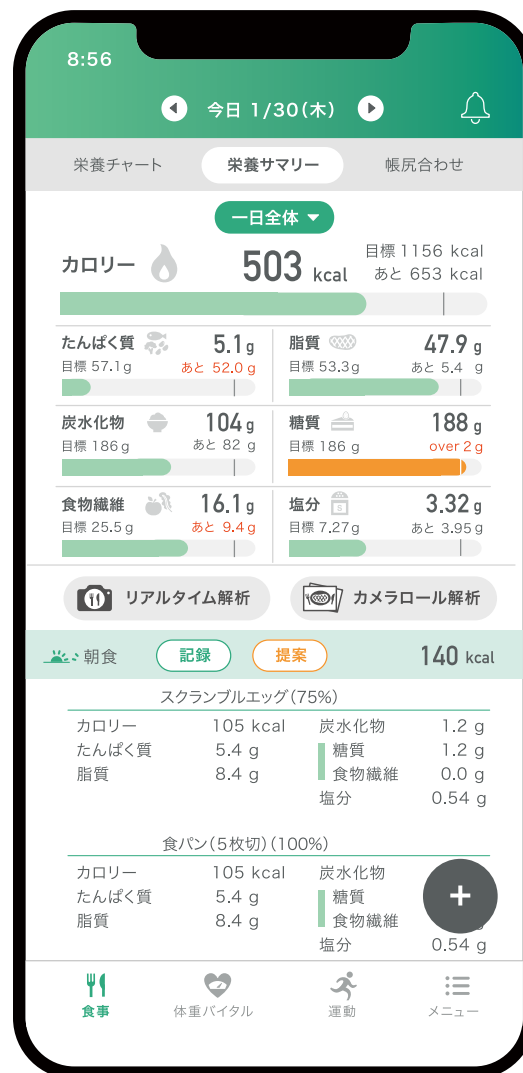 8:56
今日 1/30(木)
栄養チャート 栄養サマリー 帳尻合わせ
一日全体
カロリー 503 kcal 目標 1156 kcal
あと 653 kcal
たんぱく質 5.1 g 脂質 47.9 g
目標 57.1g あと 52.0 g 目標 53.3g あと 5.4 g
炭水化物 104 g 糖質 188 g
目標 186 g あと 82 g 目標 186 g over 2 g
食物繊維 16.1 g 塩分 S 3.32 g
目標 25.5 g あと 9.4 g 目標 7.27g あと 3.95 g
リアルタイム解析 カメラロール解析
朝食 記録 提案 140 kcal
スクランブルエッグ(75%)
カロリー 105 kcal 炭水化物 1.2 g
たんぱく質 5.4 g 糖質 1.2 g
脂質 8.4 g 食物繊維 0.0 g
塩分 0.54 g
食パン(5枚切)(100%)
カロリー 105 kcal 炭水化物
たんぱく質 5.4 g 糖質
脂質 8.4 g 食物繊維
塩分 0.54 g
食事 体重バイタル 運動 メニュー